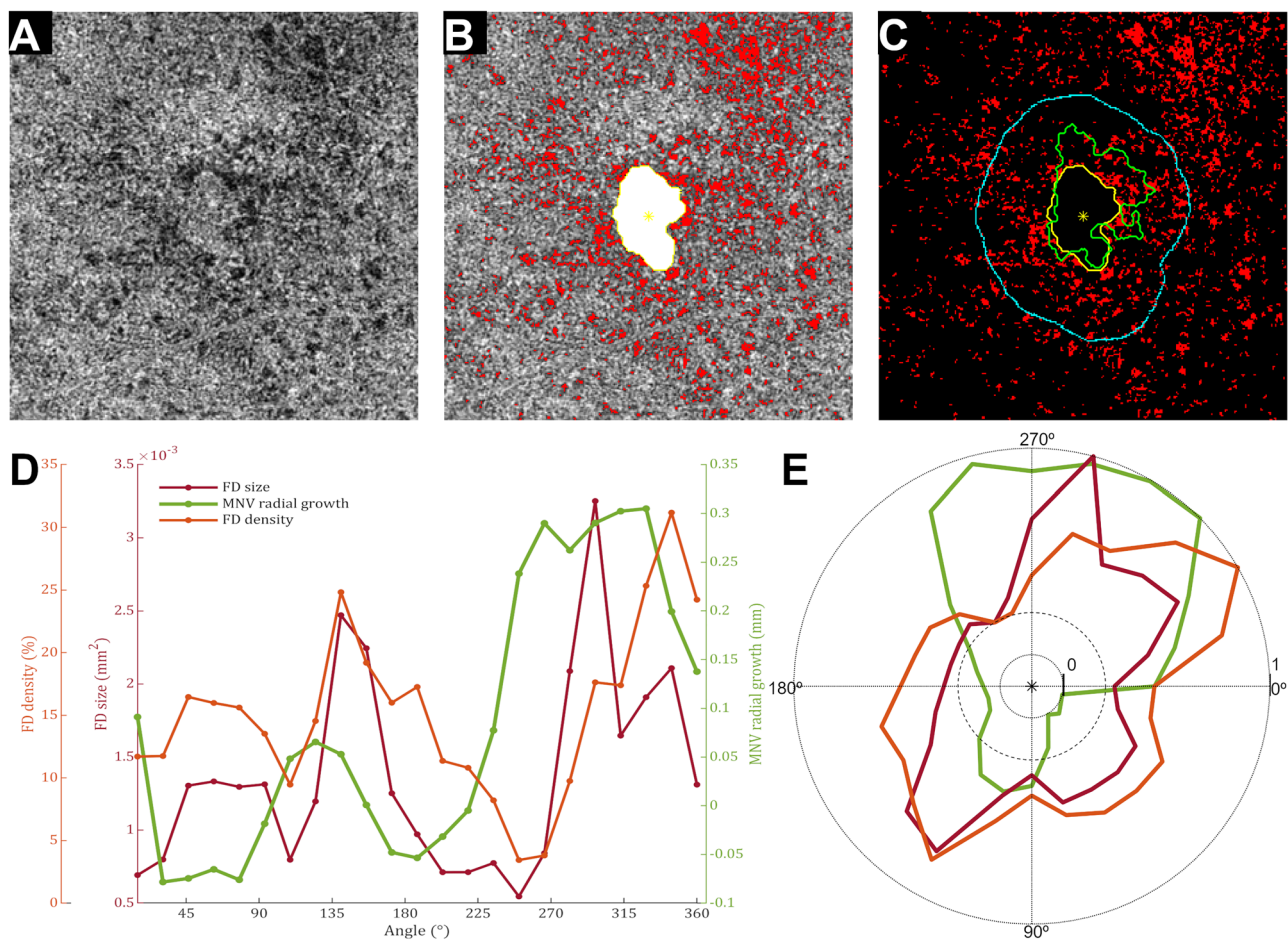 A
B
C
D
×10⁻³
35
30
25
20
15
10
5
0
FD density (%)
3.5
3
2.5
2
1.5
1
0.5
FD size (mm²)
FD size
MNV radial growth
FD density
0.35
0.3
0.25
0.2
0.15
0.1
0.05
0
-0.05
-0.1
MNV radial growth (mm)
45 90 135 180 225 270 315 360
Angle (°)
E
270º
180º
0
1
0º
90º